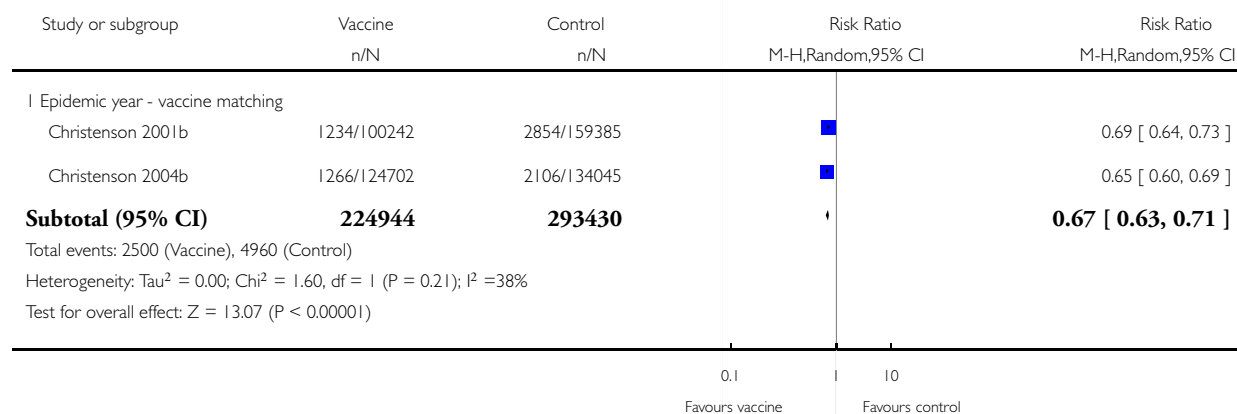 Study or subgroup Vaccine Control Risk Ratio Risk Ratio
n/N n/N M-H,Random,95% CI M-H,Random,95% CI
1 Epidemic year - vaccine matching
Christenson 2001b 1234/100242 2854/159385 0.69 [ 0.64, 0.73 ]
Christenson 2004b 1266/124702 2106/134045 0.65 [ 0.60, 0.69 ]
Subtotal (95% CI) 224944 293430 0.67 [ 0.63, 0.71 ]
Total events: 2500 (Vaccine), 4960 (Control)
Heterogeneity: Tau² = 0.00; Chi² = 1.60, df = 1 (P = 0.21); I² =38%
Test for overall effect: Z = 13.07 (P < 0.00001)
0.1 1 10
Favours vaccine Favours control